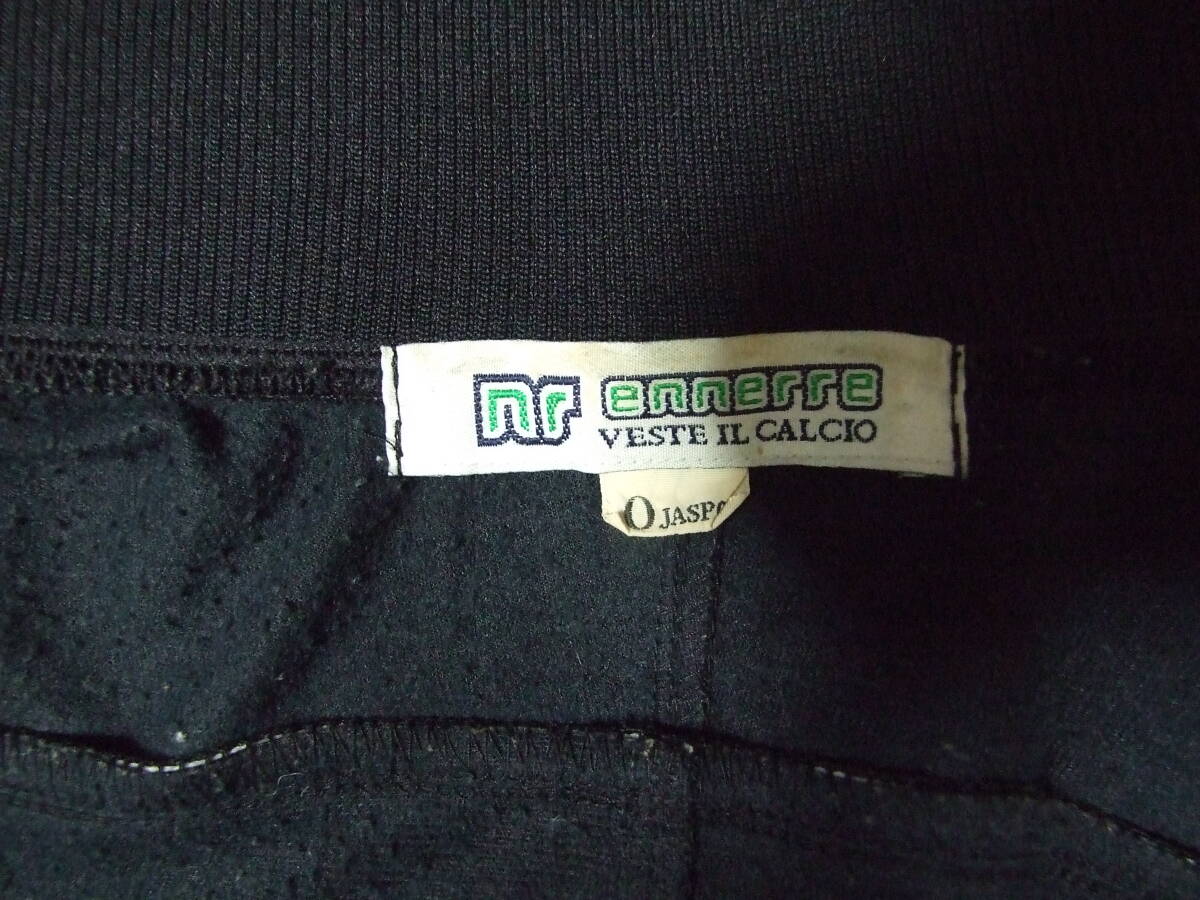 nr ennerre
VESTE IL CALCIO
O JASPO